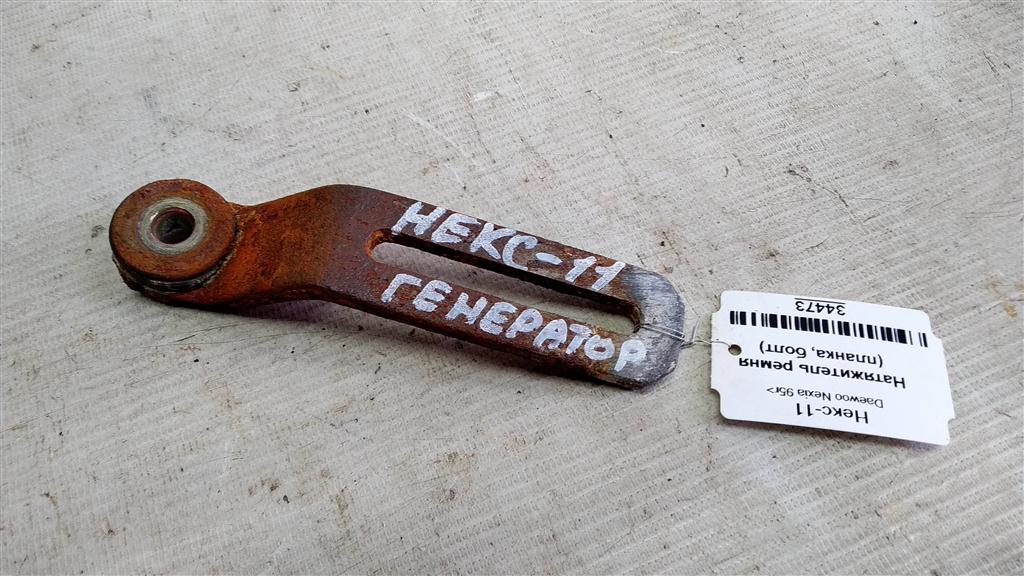 НЕКС-11
ГЕНЕРАТОР
Некс-11
Daewoo Nexia 95г>
Натяжитель ремня
(планка, болт)
34473